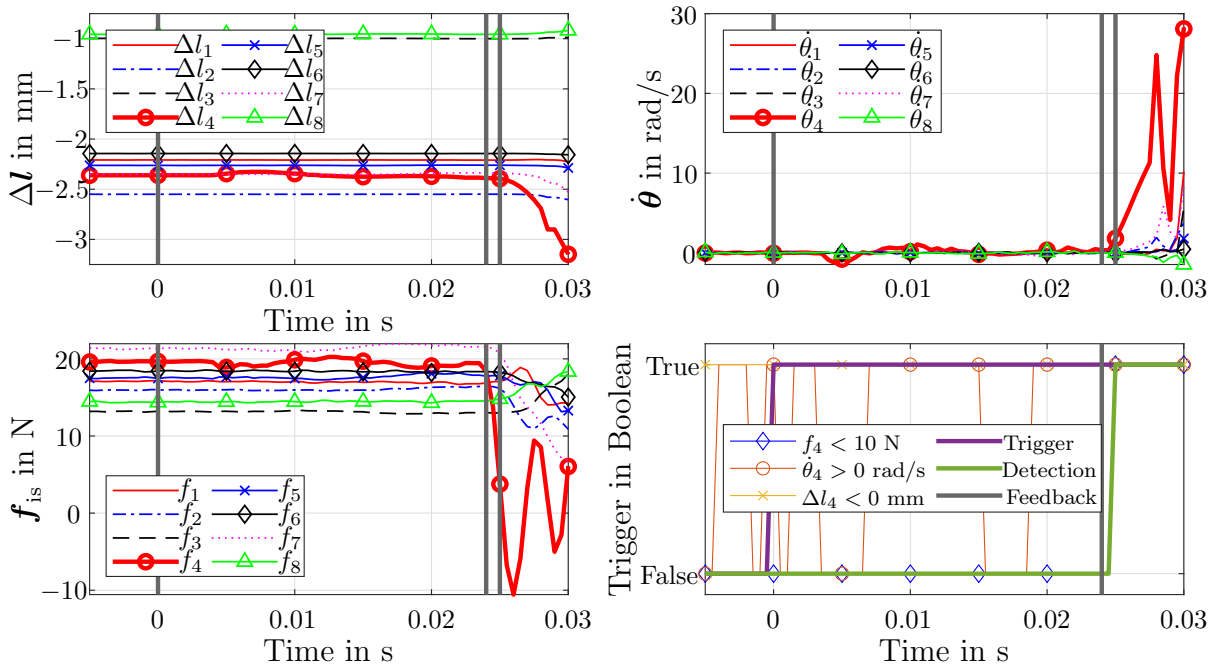 Δl in mm
−1
−1.5
−2
−2.5
−3
Δl₁ Δl₅
Δl₂ Δl₆
Δl₃ Δl₇
Δl₄ Δl₈
0 0.01 0.02 0.03
Time in s
θ̇ in rad/s
30
20
10
0
θ̇₁ θ̇₅
θ̇₂ θ̇₆
θ̇₃ θ̇₇
θ̇₄ θ̇₈
0 0.01 0.02 0.03
Time in s
f_is in N
20
10
0
−10
f₁ f₅
f₂ f₆
f₃ f₇
f₄ f₈
0 0.01 0.02 0.03
Time in s
Trigger in Boolean
True
False
f₄ < 10 N Trigger
θ̇₄ > 0 rad/s Detection
Δl₄ < 0 mm Feedback
0 0.01 0.02 0.03
Time in s